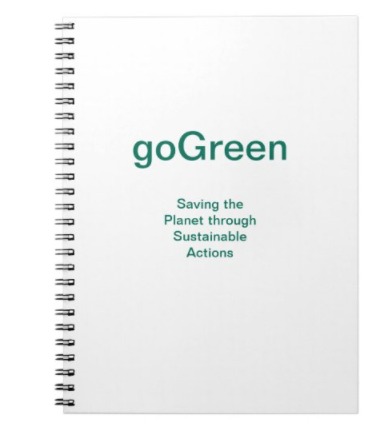 goGreen
Saving the
Planet through
Sustainable
Actions